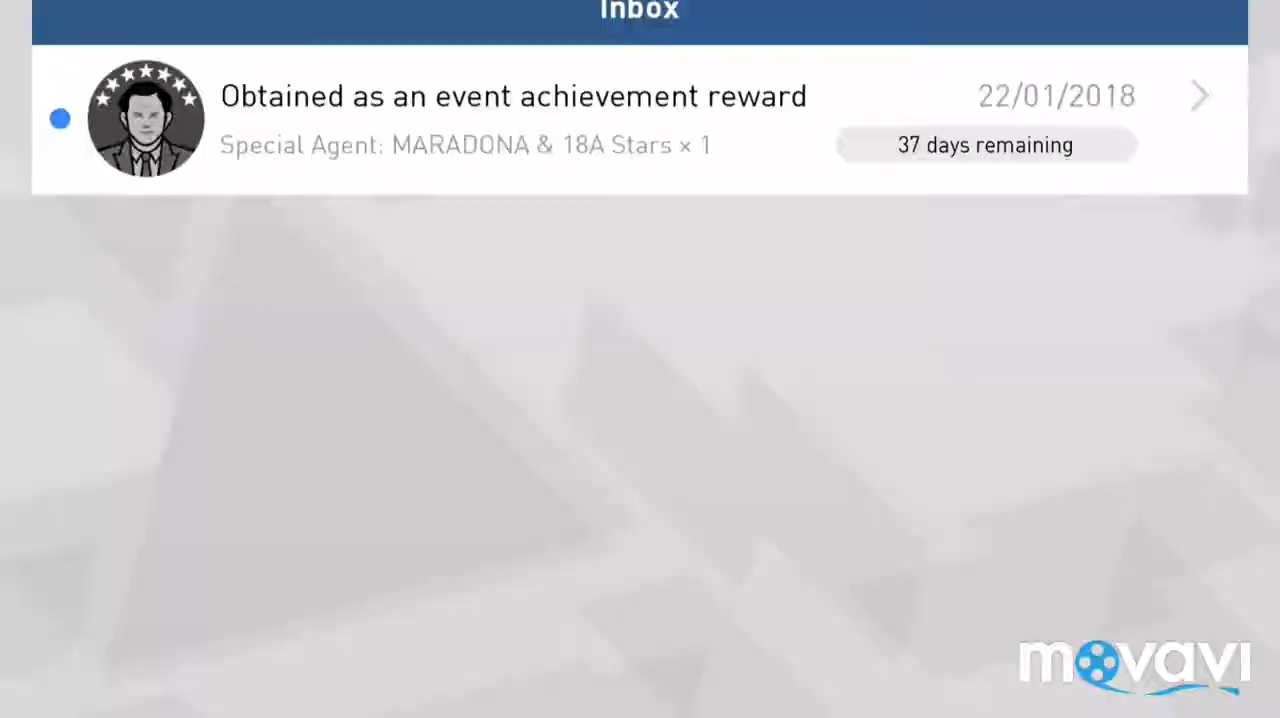 Inbox
Obtained as an event achievement reward
22/01/2018
Special Agent: MARADONA & 18A Stars × 1
37 days remaining
movavi